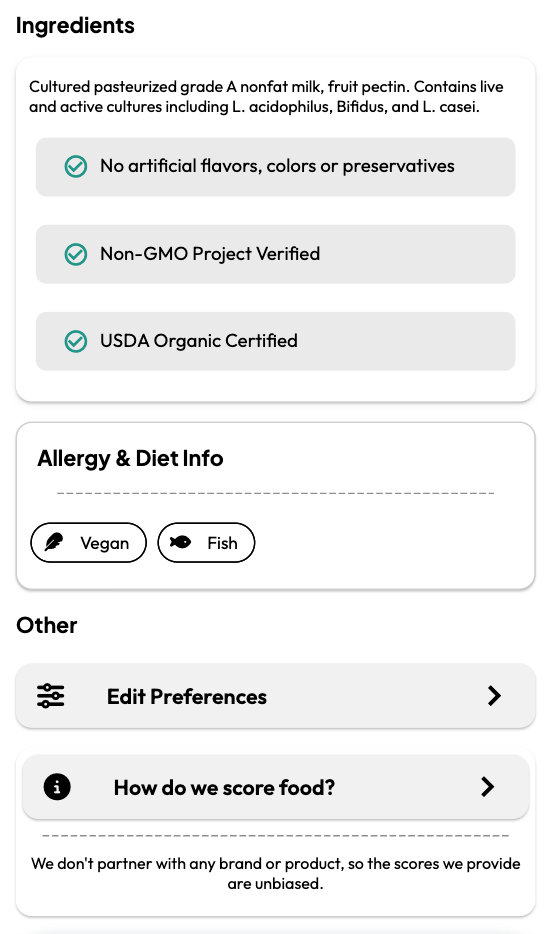 Ingredients
Cultured pasteurized grade A nonfat milk, fruit pectin. Contains live
and active cultures including L. acidophilus, Bifidus, and L. casei.
No artificial flavors, colors or preservatives
Non-GMO Project Verified
USDA Organic Certified
Allergy & Diet Info
Vegan
Fish
Other
Edit Preferences
How do we score food?
We don't partner with any brand or product, so the scores we provide
are unbiased.